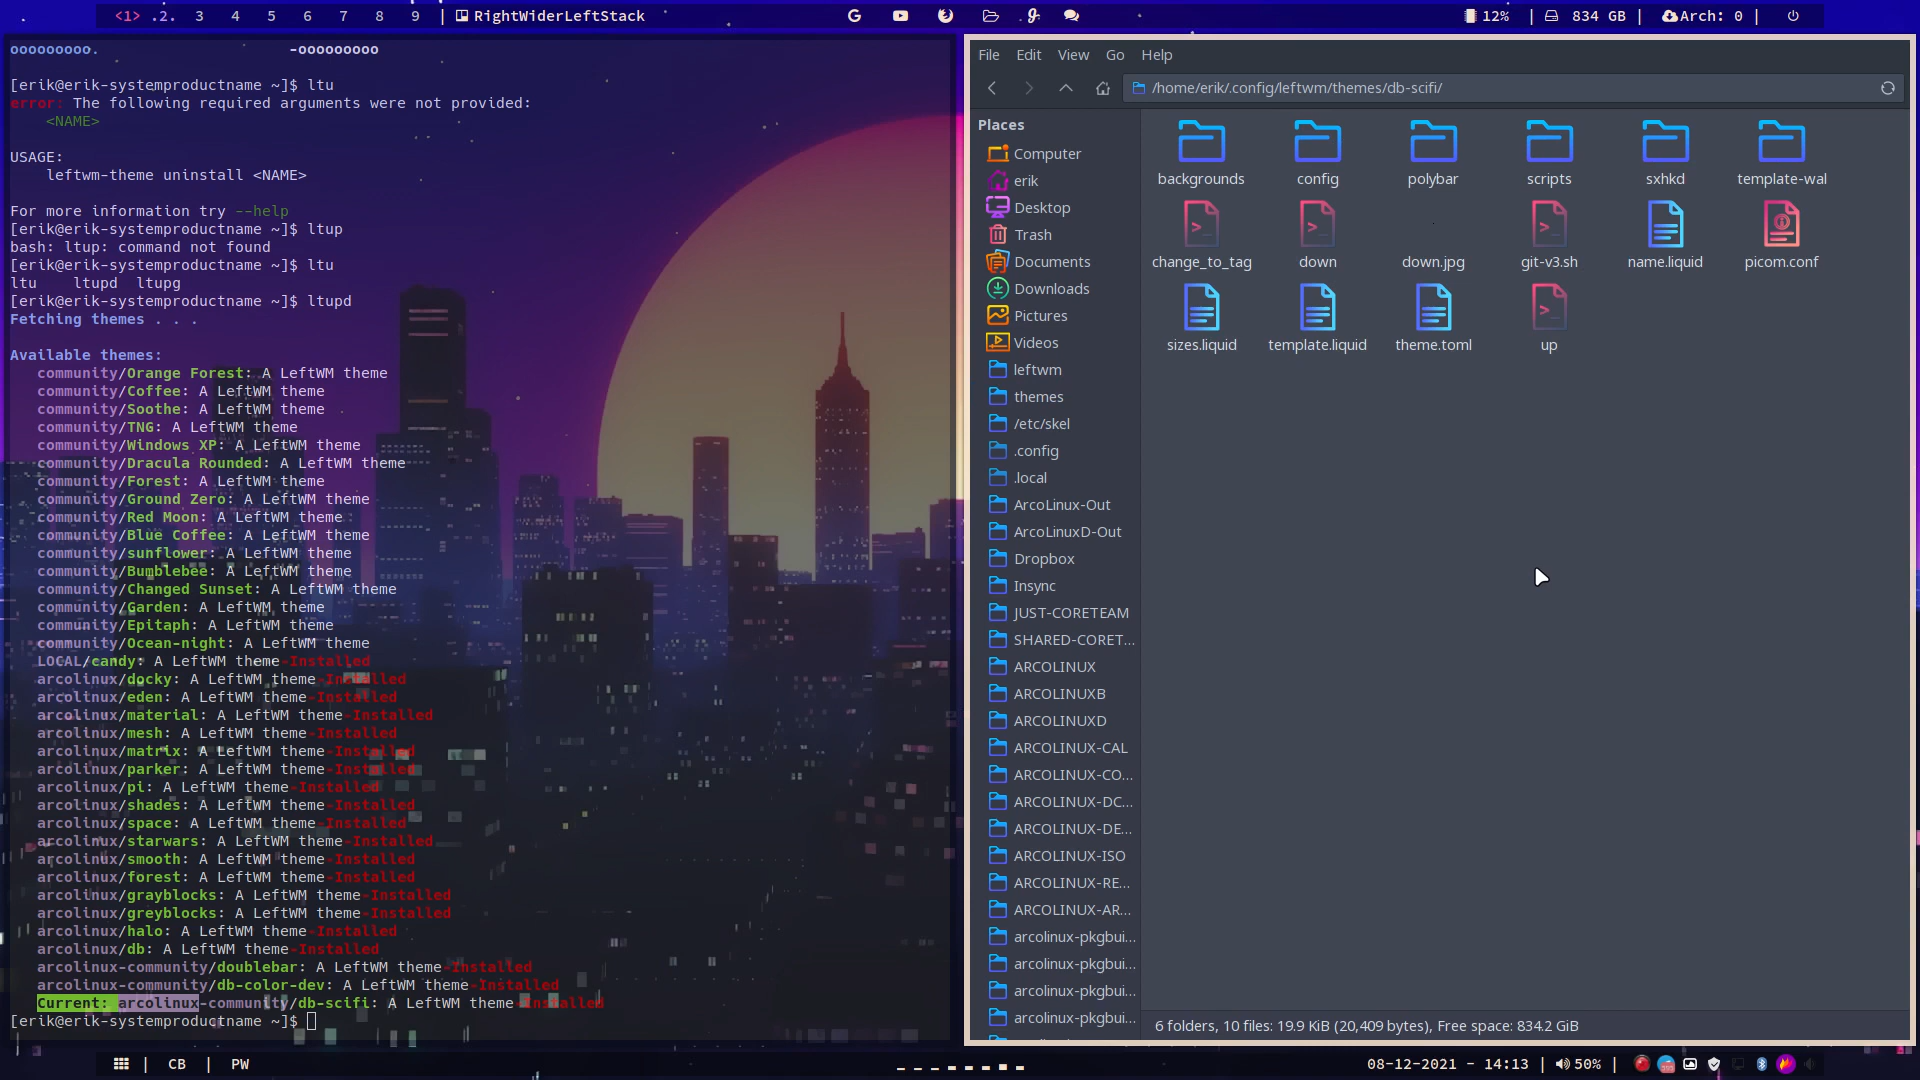 <1> .2. 3 4 5 6 7 8 9 | RightWiderLeftStack
12% | 834 GB | Arch: 0 |
ooooooooo. -ooooooooo
[erik@erik-systemproductname ~]$ ltu
error: The following required arguments were not provided:
<NAME>
USAGE:
leftwm-theme uninstall <NAME>
For more information try --help
[erik@erik-systemproductname ~]$ ltup
bash: ltup: command not found
[erik@erik-systemproductname ~]$ ltu
ltu ltupd ltupg
[erik@erik-systemproductname ~]$ ltupd
Fetching themes . . .
Available themes:
community/Orange Forest: A LeftWM theme
community/Coffee: A LeftWM theme
community/Soothe: A LeftWM theme
community/TNG: A LeftWM theme
community/Windows XP: A LeftWM theme
community/Dracula Rounded: A LeftWM theme
community/Forest: A LeftWM theme
community/Ground Zero: A LeftWM theme
community/Red Moon: A LeftWM theme
community/Blue Coffee: A LeftWM theme
community/sunflower: A LeftWM theme
community/Bumblebee: A LeftWM theme
community/Changed Sunset: A LeftWM theme
community/Garden: A LeftWM theme
community/Epitaph: A LeftWM theme
community/Ocean-night: A LeftWM theme
LOCAL/candy: A LeftWM theme-Installed
arcolinux/docky: A LeftWM theme-Installed
arcolinux/eden: A LeftWM theme-Installed
arcolinux/material: A LeftWM theme-Installed
arcolinux/mesh: A LeftWM theme-Installed
arcolinux/matrix: A LeftWM theme-Installed
arcolinux/parker: A LeftWM theme-Installed
arcolinux/pi: A LeftWM theme-Installed
arcolinux/shades: A LeftWM theme-Installed
arcolinux/space: A LeftWM theme-Installed
arcolinux/starwars: A LeftWM theme-Installed
arcolinux/smooth: A LeftWM theme-Installed
arcolinux/forest: A LeftWM theme-Installed
arcolinux/grayblocks: A LeftWM theme-Installed
arcolinux/greyblocks: A LeftWM theme-Installed
arcolinux/halo: A LeftWM theme-Installed
arcolinux/db: A LeftWM theme-Installed
arcolinux-community/doublebar: A LeftWM theme-Installed
arcolinux-community/db-color-dev: A LeftWM theme-Installed
Current: arcolinux-community/db-scifi: A LeftWM theme-Installed
[erik@erik-systemproductname ~]$
File Edit View Go Help
/home/erik/.config/leftwm/themes/db-scifi/
Places
Computer
erik
Desktop
Trash
Documents
Downloads
Pictures
Videos
leftwm
themes
/etc/skel
.config
.local
ArcoLinux-Out
ArcoLinuxD-Out
Dropbox
Insync
JUST-CORETEAM
SHARED-CORET...
ARCOLINUX
ARCOLINUXB
ARCOLINUXD
ARCOLINUX-CAL
ARCOLINUX-CO...
ARCOLINUX-DC...
ARCOLINUX-DE...
ARCOLINUX-ISO
ARCOLINUX-RE...
ARCOLINUX-AR...
arcolinux-pkgbui...
arcolinux-pkgbui...
arcolinux-pkgbui...
arcolinux-pkgbui...
backgrounds config polybar scripts sxhkd template-wal
change_to_tag down down.jpg git-v3.sh name.liquid picom.conf
sizes.liquid template.liquid theme.toml up
6 folders, 10 files: 19.9 KiB (20,409 bytes), Free space: 834.2 GiB
| CB | PW
08-12-2021 - 14:13 | 50% |